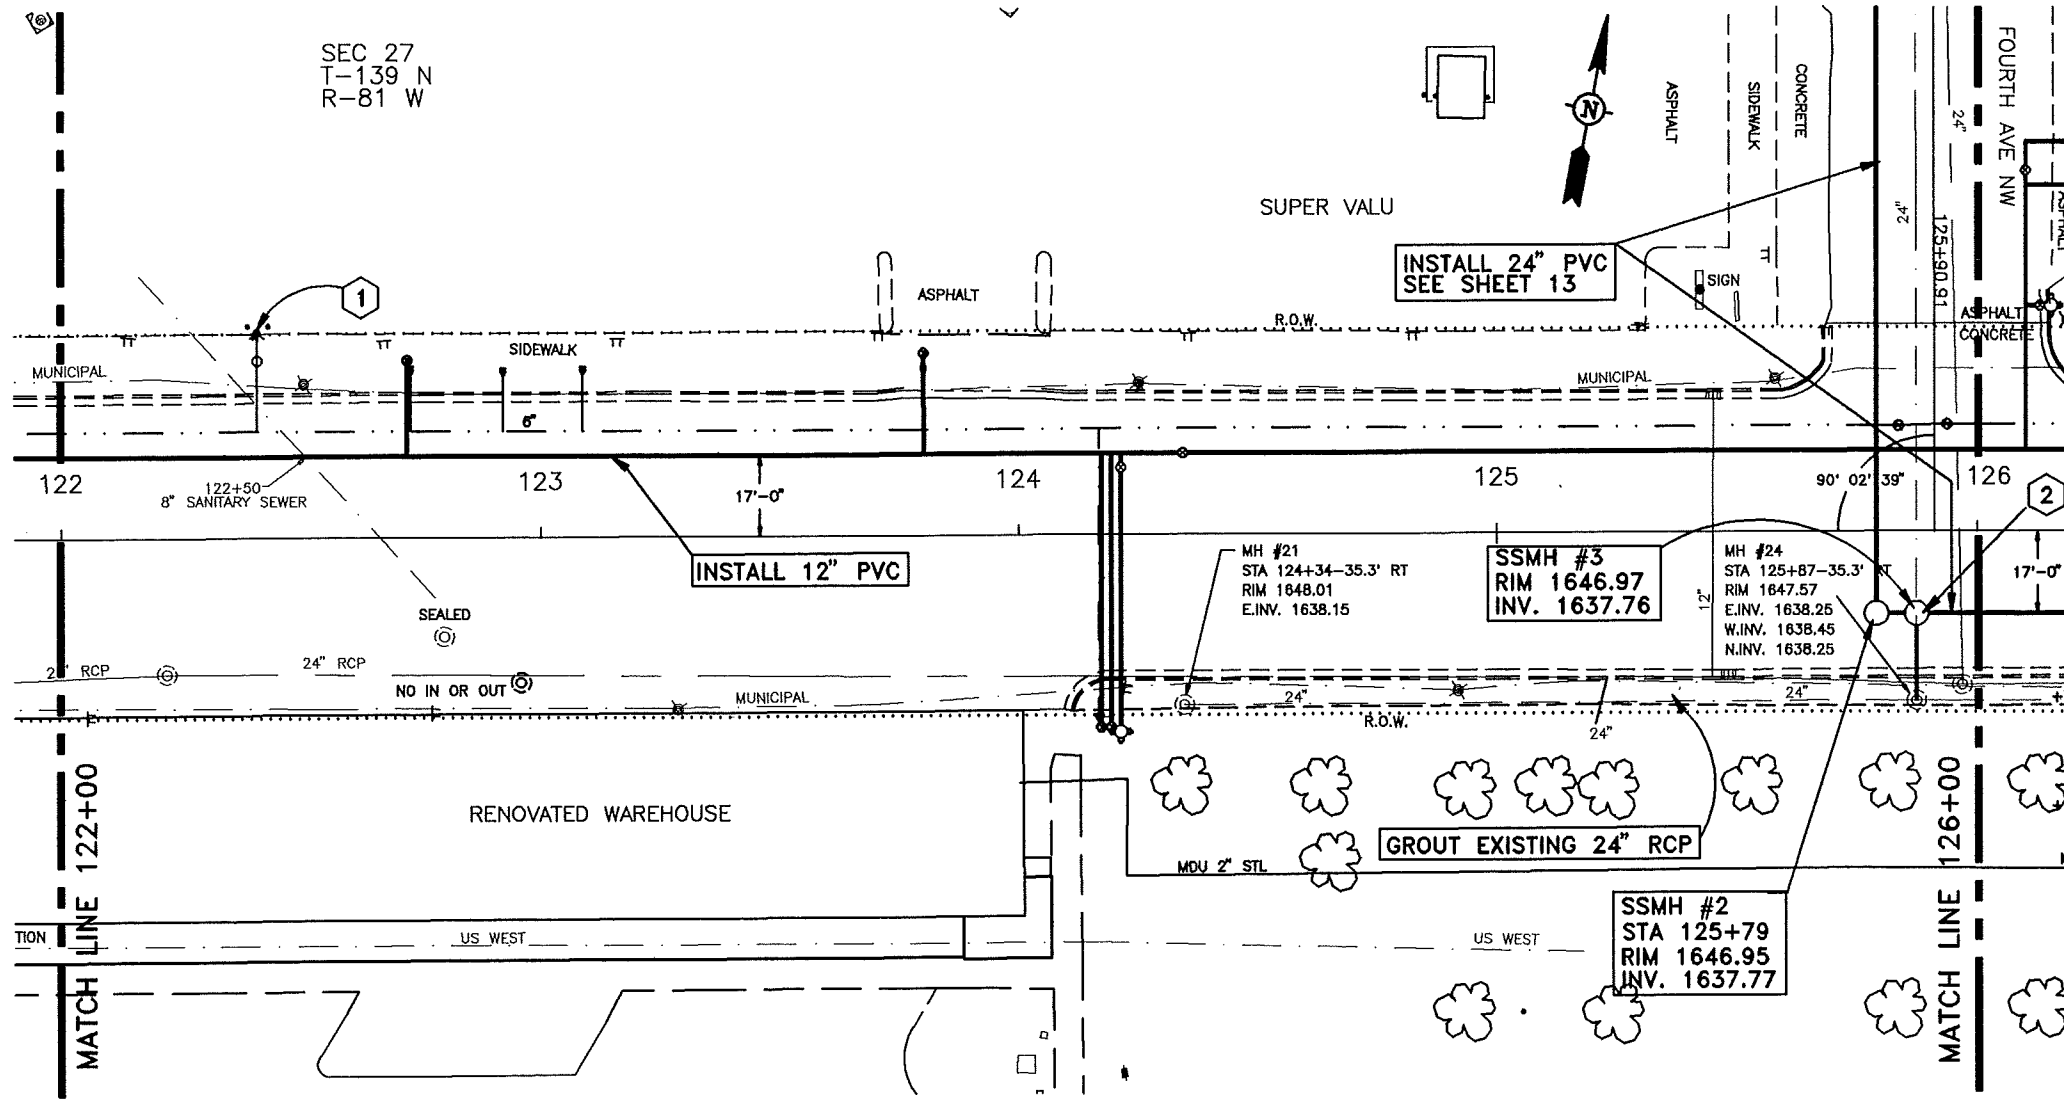 SEC 27
T-139 N
R-81 W
N
ASPHALT
SIDEWALK
CONCRETE
FOURTH AVE NW
24"
24"
125+90.91
SUPER VALU
INSTALL 24" PVC
SEE SHEET 13
SIGN
1
ASPHALT
R.O.W.
ASPHALT
CONCRETE
SIDEWALK
MUNICIPAL
MUNICIPAL
6"
122
123
124
125
126
122+50
8" SANITARY SEWER
17'-0"
90° 02' 39"
2
INSTALL 12" PVC
MH #21
STA 124+34-35.3' RT
RIM 1648.01
E.INV. 1638.15
SSMH #3
RIM 1646.97
INV. 1637.76
12"
MH #24
STA 125+87-35.3' RT
RIM 1647.57
E.INV. 1638.25
W.INV. 1638.45
N.INV. 1638.25
17'-0"
SEALED
RCP
24" RCP
NO IN OR OUT
MUNICIPAL
24"
24"
R.O.W.
24"
RENOVATED WAREHOUSE
GROUT EXISTING 24" RCP
MDU 2" STL
MATCH LINE 122+00
MATCH LINE 126+00
TION
US WEST
US WEST
SSMH #2
STA 125+79
RIM 1646.95
INV. 1637.77